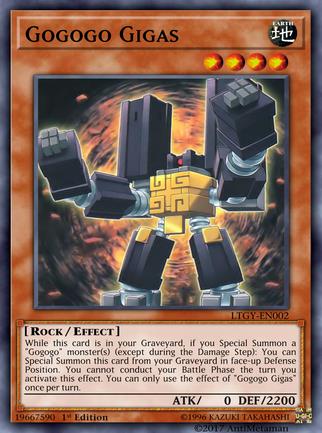 GOGOGO GIGAS
EARTH
地
LTGY-EN002
[ROCK / EFFECT]
While this card is in your Graveyard, if you Special Summon a
"Gogogo" monster(s) (except during the Damage Step): You can
Special Summon this card from your Graveyard in face-up Defense
Position. You cannot conduct your Battle Phase the turn you
activate this effect. You can only use the effect of "Gogogo Gigas"
once per turn.
ATK/ 0 DEF/2200
19667590 1st Edition ©1996 KAZUKI TAKAHASHI
©2017 AntiMetaman